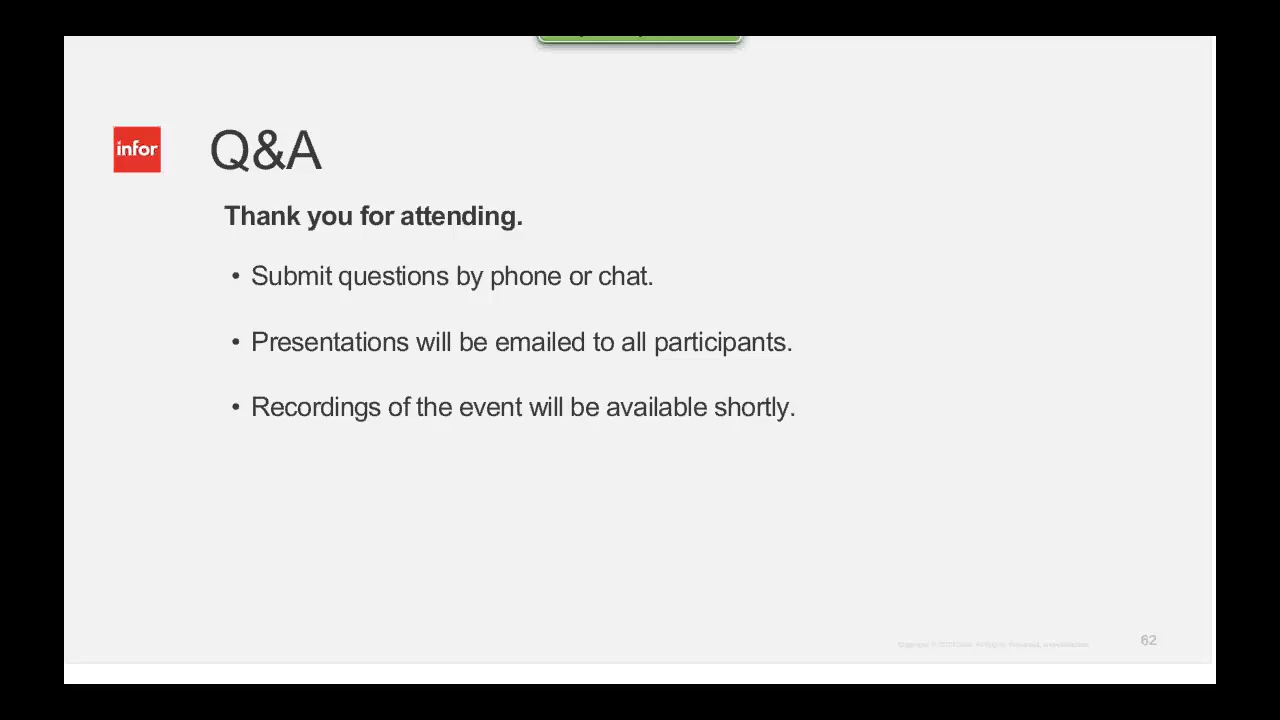 infor
Q&A
Thank you for attending.
• Submit questions by phone or chat.
• Presentations will be emailed to all participants.
• Recordings of the event will be available shortly.
62